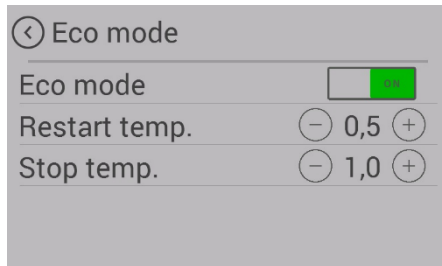 Eco mode
Eco mode ON
Restart temp. 0,5
Stop temp. 1,0